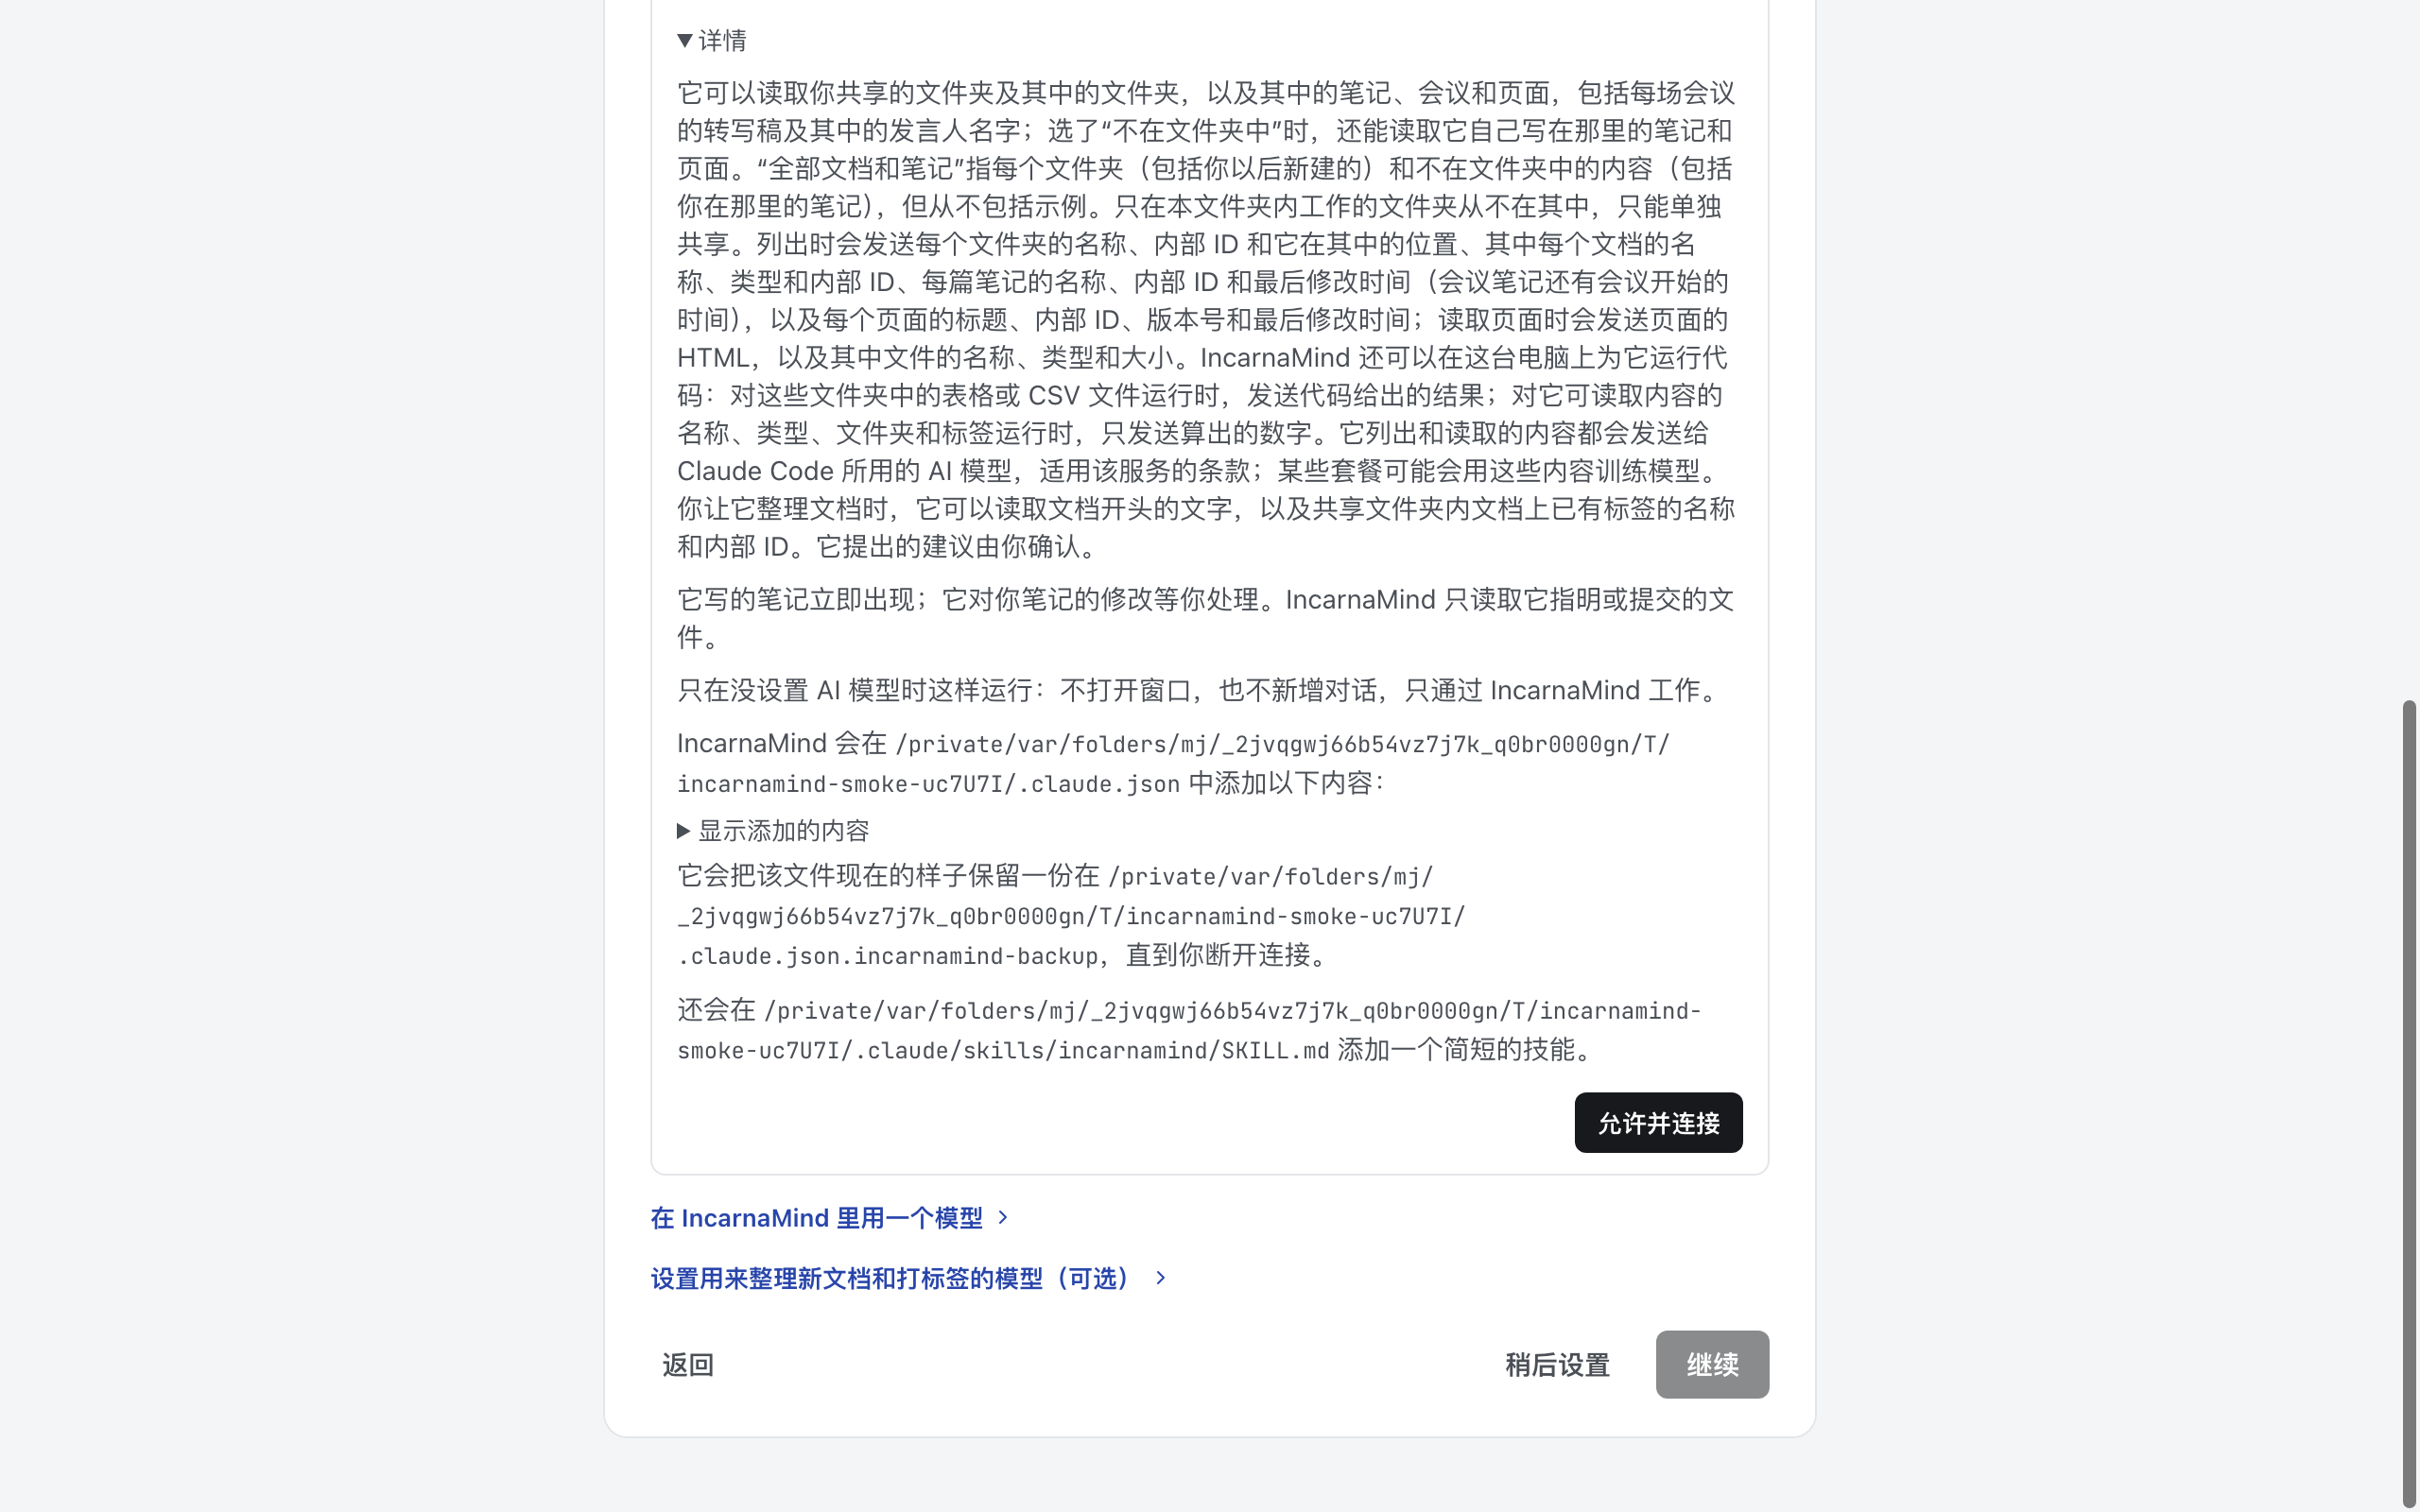 ▼详情
它可以读取你共享的文件夹及其中的文件夹，以及其中的笔记、会议和页面，包括每场会议
的转写稿及其中的发言人名字；选了“不在文件夹中”时，还能读取它自己写在那里的笔记和
页面。“全部文档和笔记”指每个文件夹（包括你以后新建的）和不在文件夹中的内容（包括
你在那里的笔记），但从不包括示例。只在本文件夹内工作的文件夹从不在其中，只能单独
共享。列出时会发送每个文件夹的名称、内部 ID 和它在其中的位置、其中每个文档的名
称、类型和内部 ID、每篇笔记的名称、内部 ID 和最后修改时间（会议笔记还有会议开始的
时间），以及每个页面的标题、内部 ID、版本号和最后修改时间；读取页面时会发送页面的
HTML，以及其中文件的名称、类型和大小。IncarnaMind 还可以在这台电脑上为它运行代
码：对这些文件夹中的表格或 CSV 文件运行时，发送代码给出的结果；对它可读取内容的
名称、类型、文件夹和标签运行时，只发送算出的数字。它列出和读取的内容都会发送给
Claude Code 所用的 AI 模型，适用该服务的条款；某些套餐可能会用这些内容训练模型。
你让它整理文档时，它可以读取文档开头的文字，以及共享文件夹内文档上已有标签的名称
和内部 ID。它提出的建议由你确认。
它写的笔记立即出现；它对你笔记的修改等你处理。IncarnaMind 只读取它指明或提交的文
件。
只在没设置 AI 模型时这样运行：不打开窗口，也不新增对话，只通过 IncarnaMind 工作。
IncarnaMind 会在 /private/var/folders/mj/_2jvqgwj66b54vz7j7k_q0br0000gn/T/
incarnamind-smoke-uc7U7I/.claude.json 中添加以下内容：
▶显示添加的内容
它会把该文件现在的样子保留一份在 /private/var/folders/mj/
_2jvqgwj66b54vz7j7k_q0br0000gn/T/incarnamind-smoke-uc7U7I/
.claude.json.incarnamind-backup，直到你断开连接。
还会在 /private/var/folders/mj/_2jvqgwj66b54vz7j7k_q0br0000gn/T/incarnamind-
smoke-uc7U7I/.claude/skills/incarnamind/SKILL.md 添加一个简短的技能。
允许并连接
在 IncarnaMind 里用一个模型 ›
设置用来整理新文档和打标签的模型（可选） ›
返回
稍后设置
继续